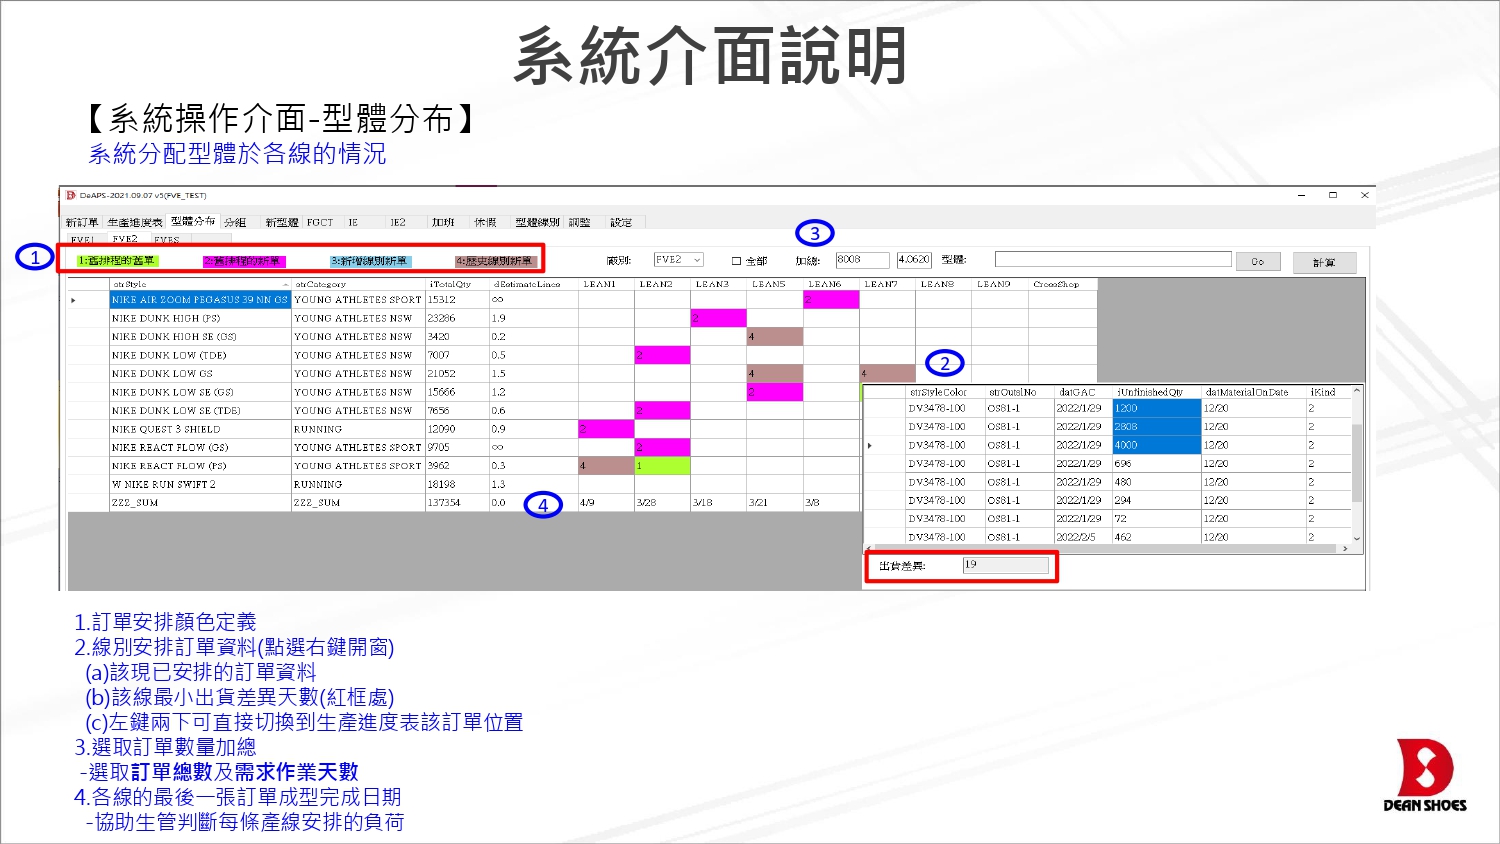 系統介面說明
【系統操作介面-型體分布】
系統分配型體於各線的情況
DeAPS-2021.09.07 v5(FVE_TEST)
新訂單 生產進度表 型體分布 分組 新型體 FGCT IE IE2 加班 休假 型體線別 調整 設定
FVE1 FVE2 FVES
3
1
1:舊排程的舊單 2:舊排程的新單 3:新增線別新單 4:歷史線別新單 廠別: FVE2 全部 加總: 8008 4.0620 型體: Go 計算
strStyle strCategory iTotalQty dEstimateLines LEAN1 LEAN2 LEAN3 LEAN5 LEAN6 LEAN7 LEAN8 LEAN9 CrossShop
NIKE AIR ZOOM PEGASUS 39 NN GS YOUNG ATHLETES SPORT 15312 ∞ 2
NIKE DUNK HIGH (PS) YOUNG ATHLETES NSW 23286 1.9 2
NIKE DUNK HIGH SE (GS) YOUNG ATHLETES NSW 3420 0.2 4
NIKE DUNK LOW (TDE) YOUNG ATHLETES NSW 7007 0.5 2
NIKE DUNK LOW GS YOUNG ATHLETES NSW 21052 1.5 4 4
NIKE DUNK LOW SE (GS) YOUNG ATHLETES NSW 15666 1.2 2
NIKE DUNK LOW SE (TDE) YOUNG ATHLETES NSW 7656 0.6 2
NIKE QUEST 3 SHIELD RUNNING 12090 0.9 2
NIKE REACT FLOW (GS) YOUNG ATHLETES SPORT 9705 ∞ 2
NIKE REACT FLOW (PS) YOUNG ATHLETES SPORT 3962 0.3 4 1
W NIKE RUN SWIFT 2 RUNNING 18198 1.3
ZZZ_SUM ZZZ_SUM 137354 0.0 4/9 3/28 3/18 3/21 3/8
4
2
strStyleColor strOutslNo datGAC iUnfinishedQty datMaterialOnDate iKind
DV3478-100 OS81-1 2022/1/29 1200 12/20 2
DV3478-100 OS81-1 2022/1/29 2808 12/20 2
DV3478-100 OS81-1 2022/1/29 4000 12/20 2
DV3478-100 OS81-1 2022/1/29 696 12/20 2
DV3478-100 OS81-1 2022/1/29 480 12/20 2
DV3478-100 OS81-1 2022/1/29 294 12/20 2
DV3478-100 OS81-1 2022/1/29 72 12/20 2
DV3478-100 OS81-1 2022/2/5 462 12/20 2
出貨差異: 19
1.訂單安排顏色定義
2.線別安排訂單資料(點選右鍵開窗)
(a)該現已安排的訂單資料
(b)該線最小出貨差異天數(紅框處)
(c)左鍵兩下可直接切換到生產進度表該訂單位置
3.選取訂單數量加總
-選取訂單總數及需求作業天數
4.各線的最後一張訂單成型完成日期
-協助生管判斷每條產線安排的負荷
DEAN SHOES